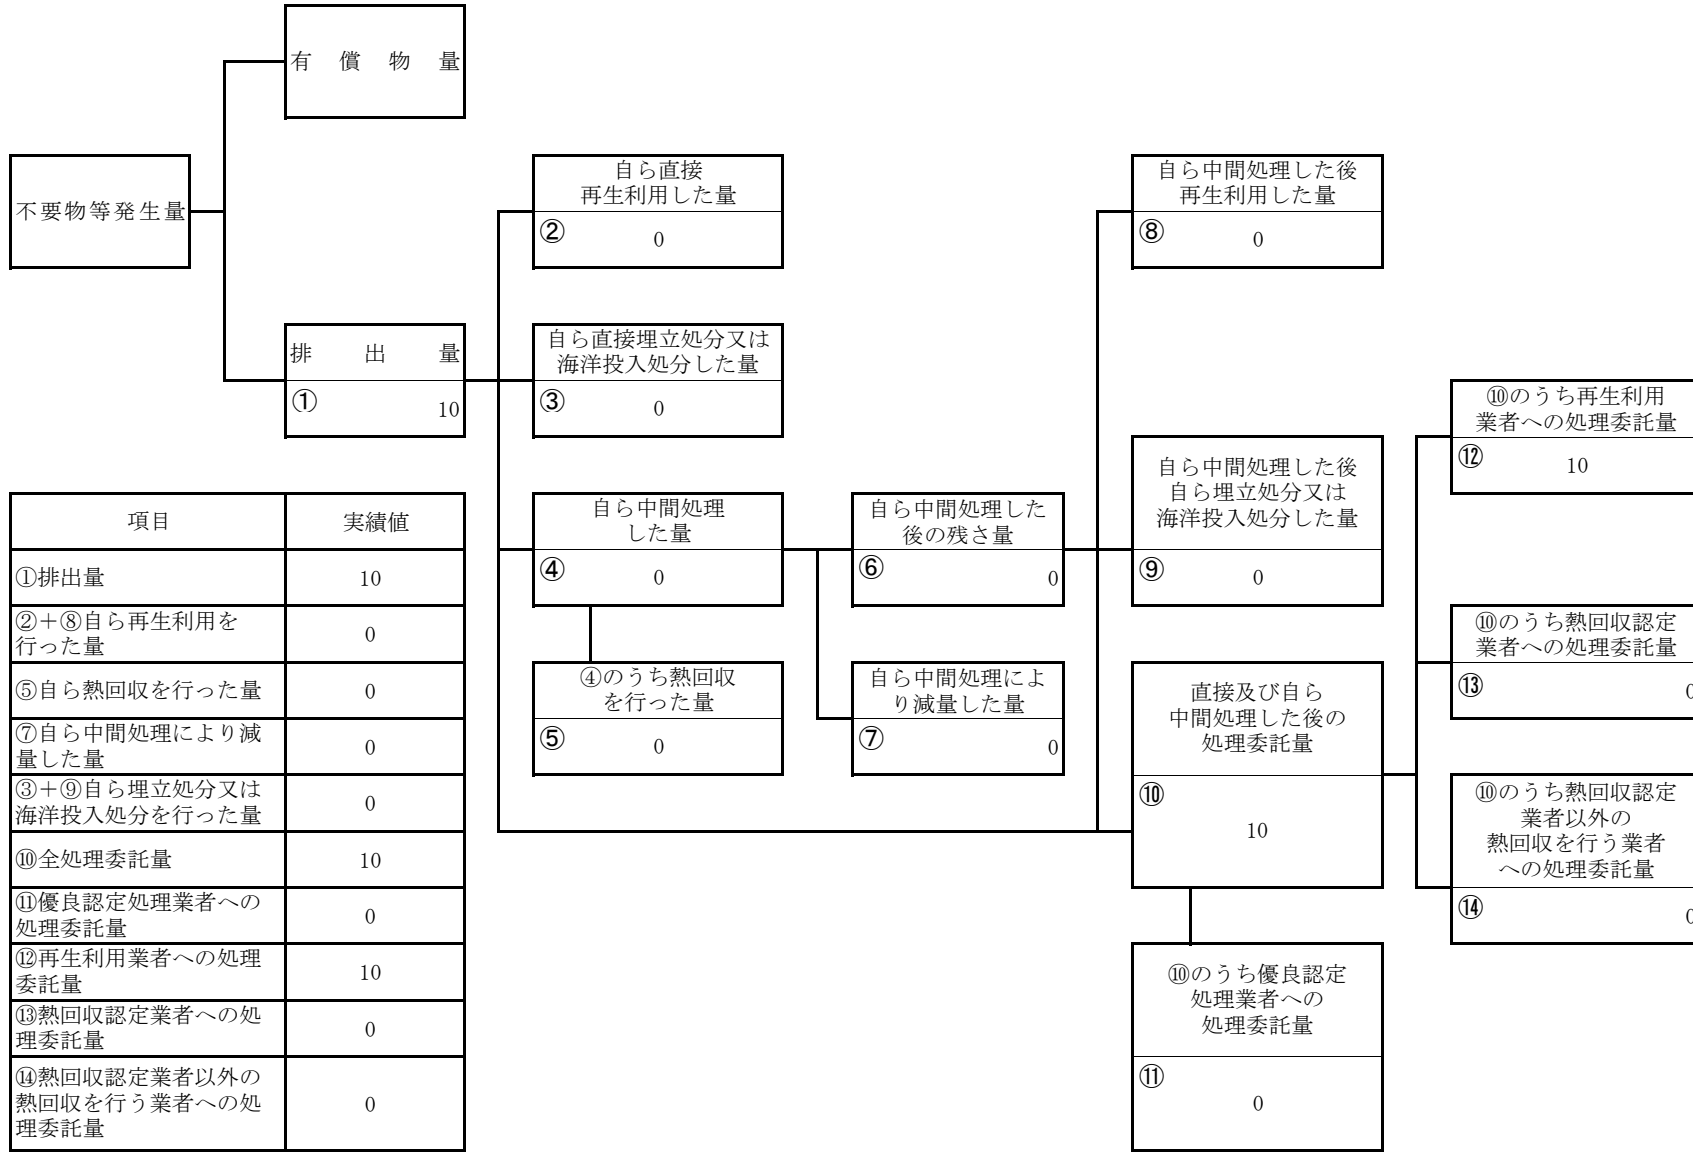 有償物量
不要物等発生量
排出量
①
10
自ら直接
再生利用した量
②
0
自ら直接埋立処分又は
海洋投入処分した量
③
0
自ら中間処理
した量
④
0
④のうち熱回収
を行った量
⑤
0
自ら中間処理した
後の残さ量
⑥
0
自ら中間処理によ
り減量した量
⑦
0
自ら中間処理した後
再生利用した量
⑧
0
自ら中間処理した後
自ら埋立処分又は
海洋投入処分した量
⑨
0
直接及び自ら
中間処理した後の
処理委託量
⑩
10
⑩のうち優良認定
処理業者への
処理委託量
⑪
0
⑩のうち再生利用
業者への処理委託量
⑫
10
⑩のうち熱回収認定
業者への処理委託量
⑬
0
⑩のうち熱回収認定
業者以外の
熱回収を行う業者
への処理委託量
⑭
0
項目 実績値
①排出量 10
②+⑧自ら再生利用を
行った量
0
⑤自ら熱回収を行った量 0
⑦自ら中間処理により減
量した量
0
③+⑨自ら埋立処分又は
海洋投入処分を行った量
0
⑩全処理委託量 10
⑪優良認定処理業者への
処理委託量
0
⑫再生利用業者への処理
委託量
10
⑬熱回収認定業者への処
理委託量
0
⑭熱回収認定業者以外の
熱回収を行う業者への処
理委託量
0